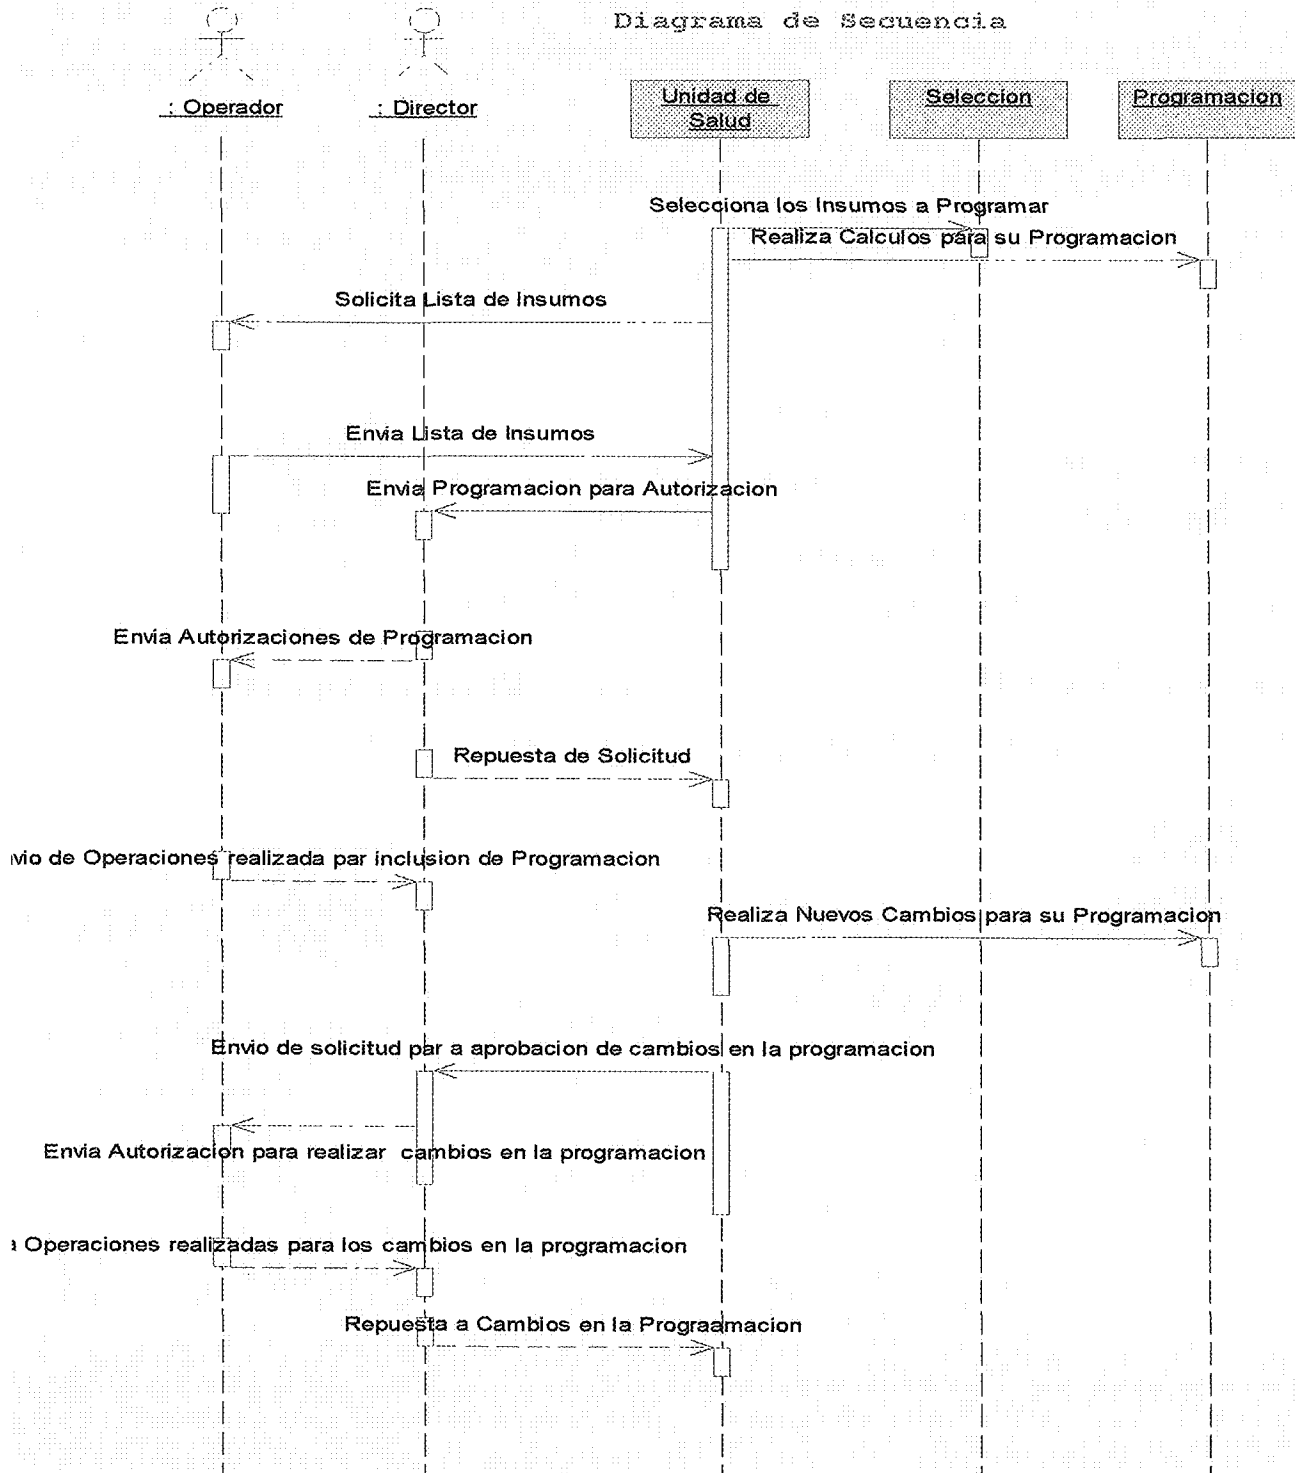 Diagrama de Secuencia
: Operador
: Director
Unidad de
Salud
Seleccion
Programacion
Selecciona los Insumos a Programar
Realiza Calculos para su Programacion
Solicita Lista de Insumos
Envia Lista de Insumos
Envia Programacion para Autorizacion
Envia Autorizaciones de Programacion
Repuesta de Solicitud
de Operaciones realizada par inclusion de Programacion
Realiza Nuevos Cambios para su Programacion
Envio de solicitud par a aprobacion de cambios en la programacion
Envia Autorizacion para realizar cambios en la programacion
Operaciones realizadas para los cambios en la programacion
Repuesta a Cambios en la Prograamacion